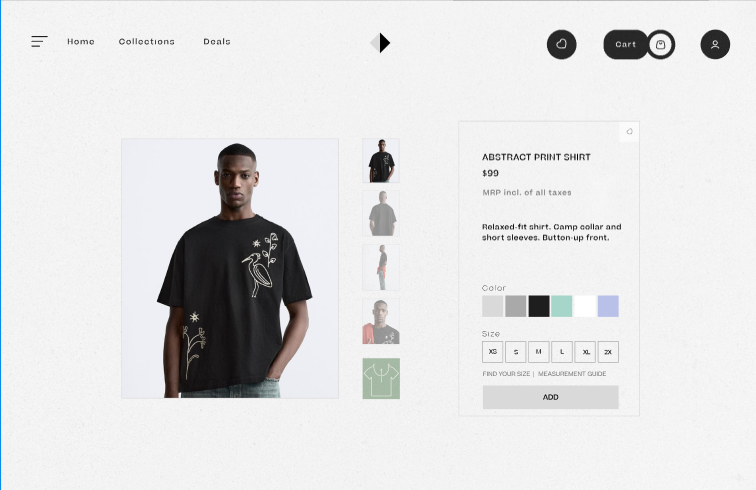 Home
Collections
Deals
Cart
ABSTRACT PRINT SHIRT
$99
MRP incl. of all taxes
Relaxed-fit shirt. Camp collar and
short sleeves. Button-up front.
Color
Size
XS S M L XL 2X
FIND YOUR SIZE | MEASUREMENT GUIDE
ADD